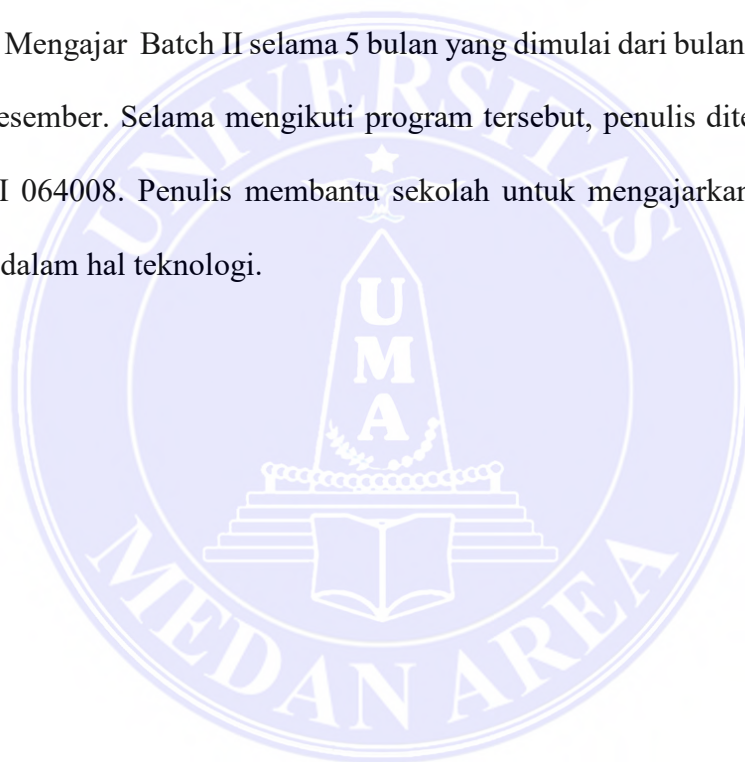 Mengajar Batch II selama 5 bulan yang dimulai dari bulan
esember. Selama mengikuti program tersebut, penulis dite
I 064008. Penulis membantu sekolah untuk mengajarkan
dalam hal teknologi.
UNIVERSITAS
U
M
A
MEDAN AREA